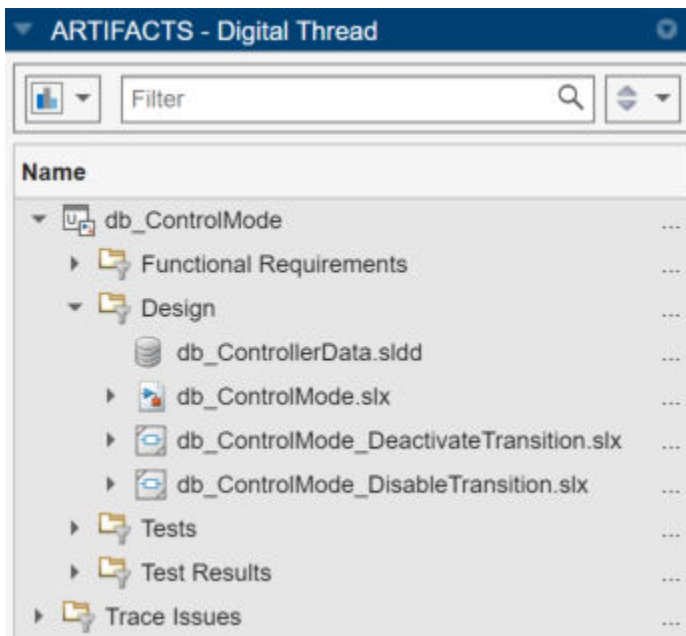 ARTIFACTS - Digital Thread
Filter
Name
db_ControlMode ...
Functional Requirements ...
Design ...
db_ControllerData.sldd ...
db_ControlMode.slx ...
db_ControlMode_DeactivateTransition.slx ...
db_ControlMode_DisableTransition.slx ...
Tests ...
Test Results ...
Trace Issues ...